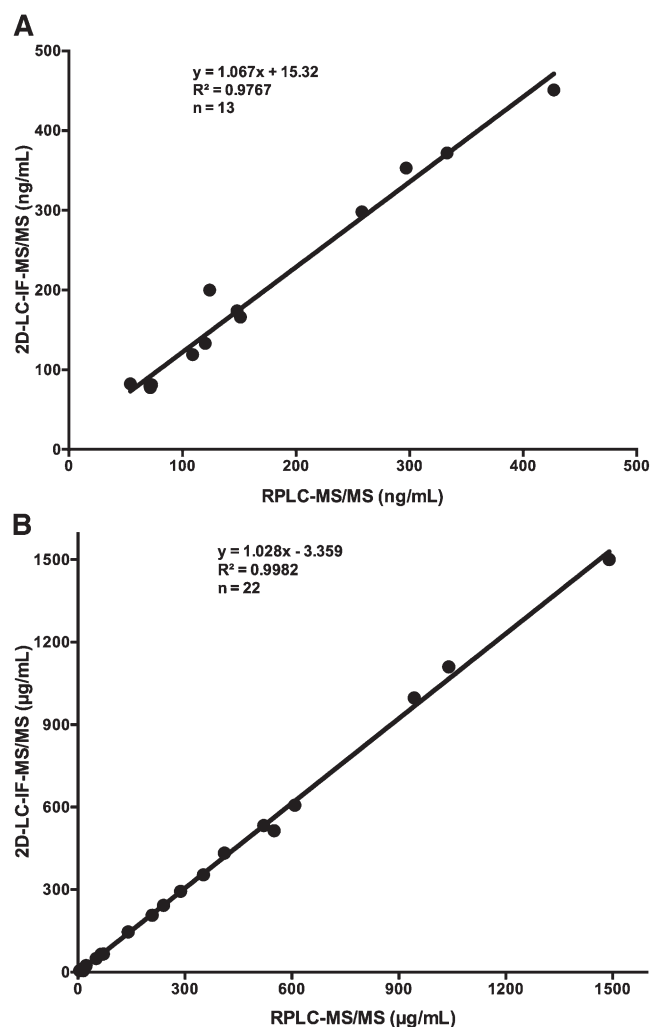 A
500
400
300
200
100
0
2D-LC-IF-MS/MS (ng/mL)
y = 1.067x + 15.32
R² = 0.9767
n = 13
0 100 200 300 400 500
RPLC-MS/MS (ng/mL)
B
1500
1200
900
600
300
0
2D-LC-IF-MS/MS (µg/mL)
y = 1.028x - 3.359
R² = 0.9982
n = 22
0 300 600 900 1200 1500
RPLC-MS/MS (µg/mL)